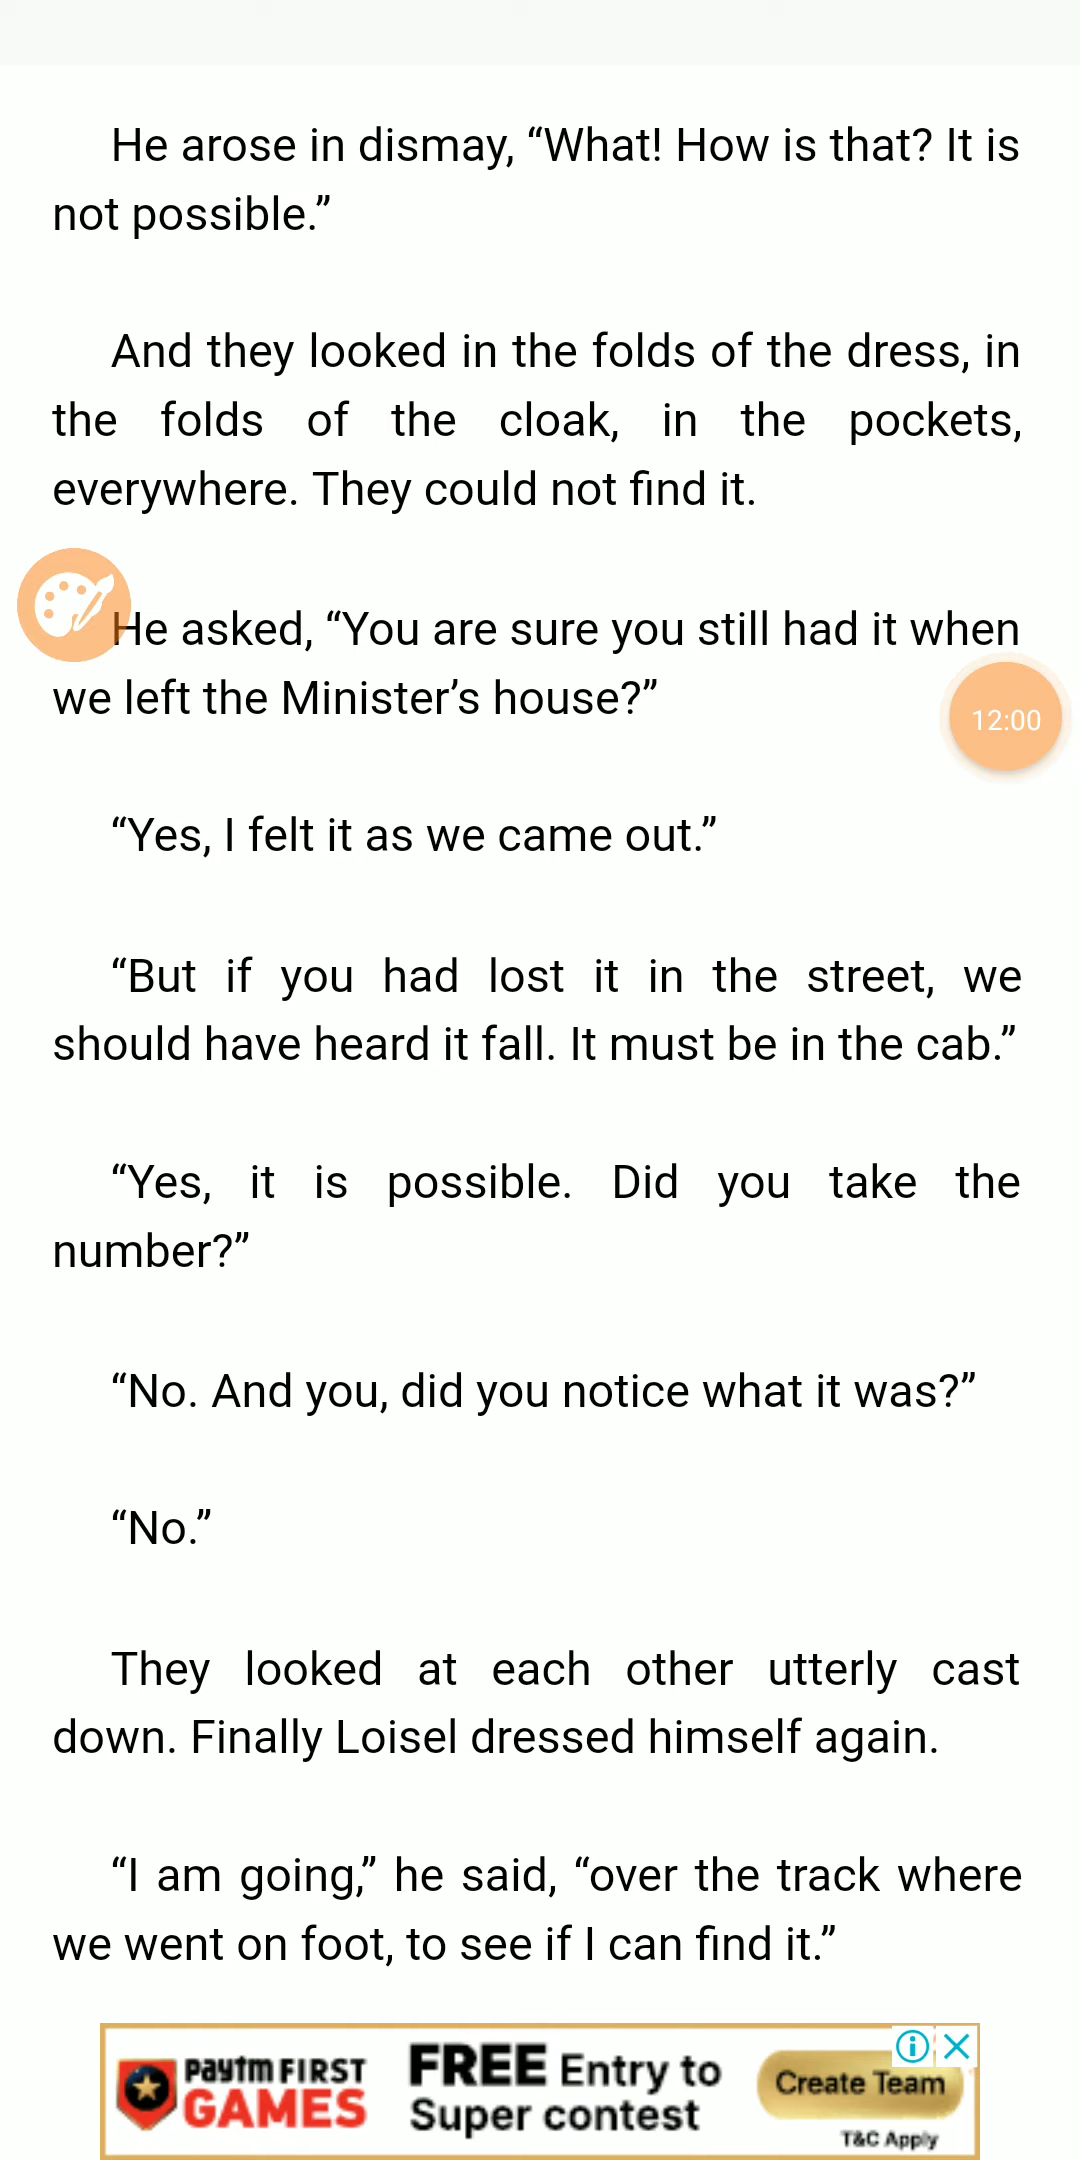 He arose in dismay, “What! How is that? It is
not possible.”
And they looked in the folds of the dress, in
the folds of the cloak, in the pockets,
everywhere. They could not find it.
He asked, “You are sure you still had it when
we left the Minister’s house?”
12:00
“Yes, I felt it as we came out.”
“But if you had lost it in the street, we
should have heard it fall. It must be in the cab.”
“Yes, it is possible. Did you take the
number?”
“No. And you, did you notice what it was?”
“No.”
They looked at each other utterly cast
down. Finally Loisel dressed himself again.
“I am going,” he said, “over the track where
we went on foot, to see if I can find it.”
paytm FIRST
GAMES
FREE Entry to
Super contest
Create Team
T&C Apply